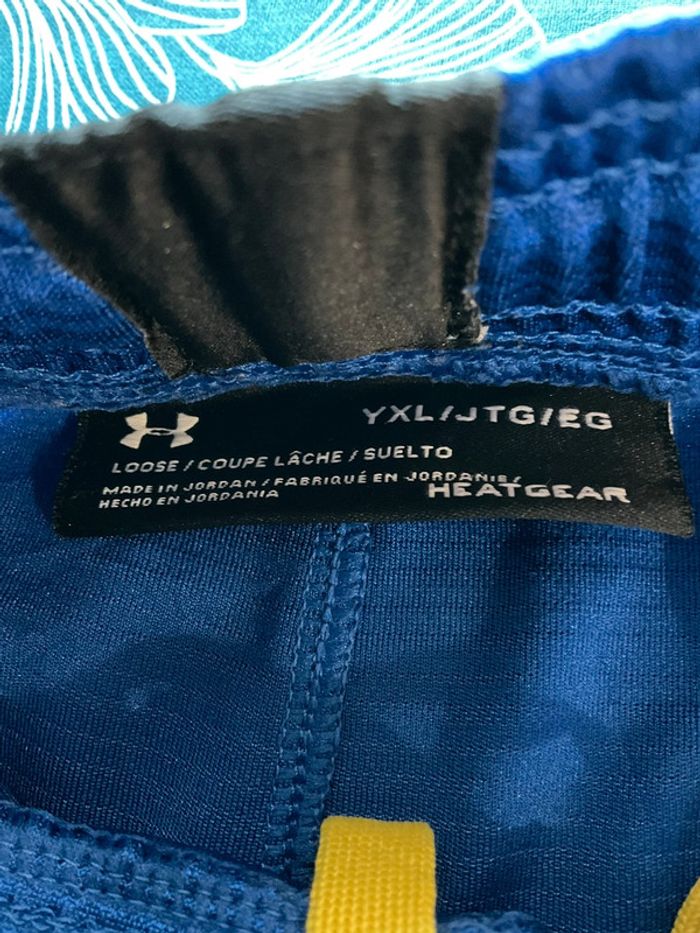 YXL/JTG/EG
LOOSE / COUPE LÂCHE / SUELTO
MADE IN JORDAN / FABRIQUÉ EN JORDANIE/
HECHO EN JORDANIA
HEATGEAR